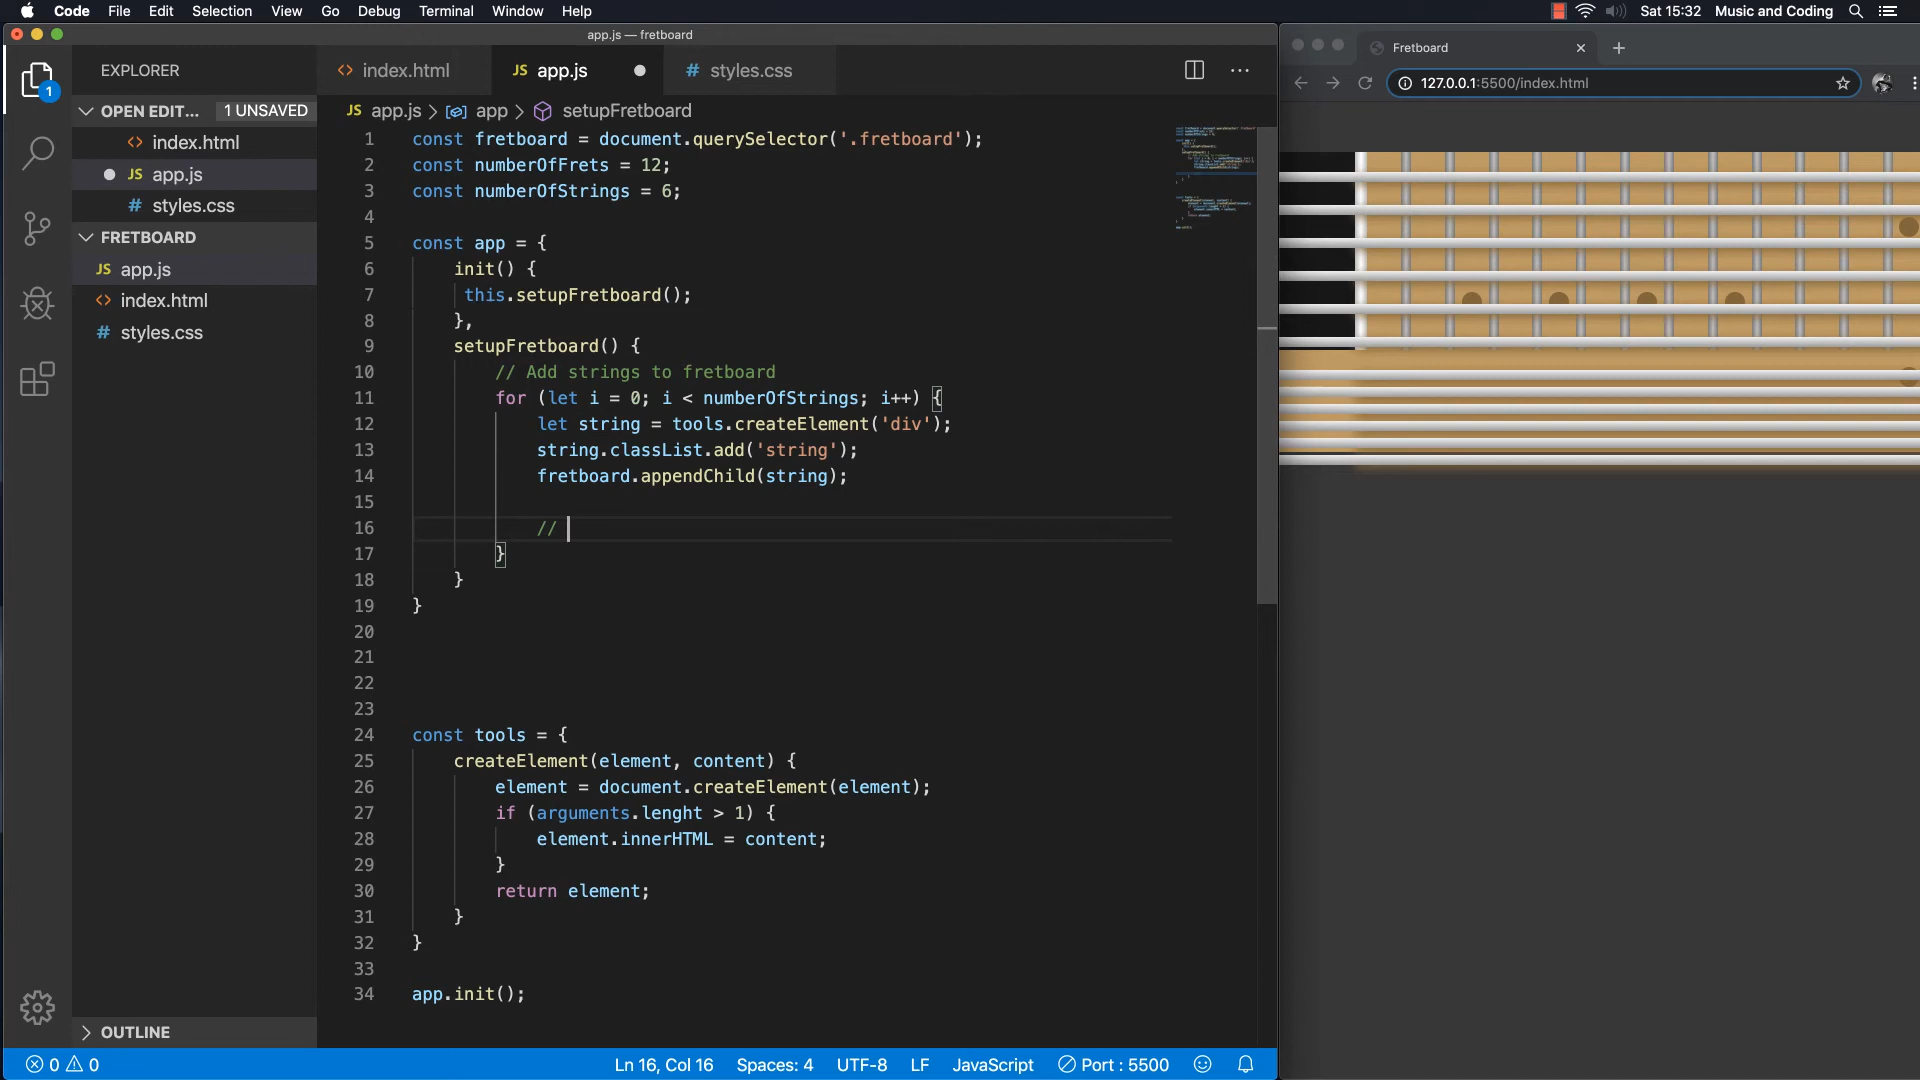 Code File Edit Selection View Go Debug Terminal Window Help Sat 15:32 Music and Coding
app.js — fretboard
Fretboard
EXPLORER
index.html
JS app.js
# styles.css
127.0.0.1:5500/index.html
1
OPEN EDIT... 1 UNSAVED
index.html
JS app.js
# styles.css
FRETBOARD
JS app.js
index.html
# styles.css
OUTLINE
JS app.js > app > setupFretboard
1 const fretboard = document.querySelector('.fretboard');
2 const numberOfFrets = 12;
3 const numberOfStrings = 6;
4
5 const app = {
6 init() {
7 this.setupFretboard();
8 },
9 setupFretboard() {
10 // Add strings to fretboard
11 for (let i = 0; i < numberOfStrings; i++) {
12 let string = tools.createElement('div');
13 string.classList.add('string');
14 fretboard.appendChild(string);
15
16 //
17 }
18 }
19 }
20
21
22
23
24 const tools = {
25 createElement(element, content) {
26 element = document.createElement(element);
27 if (arguments.lenght > 1) {
28 element.innerHTML = content;
29 }
30 return element;
31 }
32 }
33
34 app.init();
0 0 Ln 16, Col 16 Spaces: 4 UTF-8 LF JavaScript Port : 5500